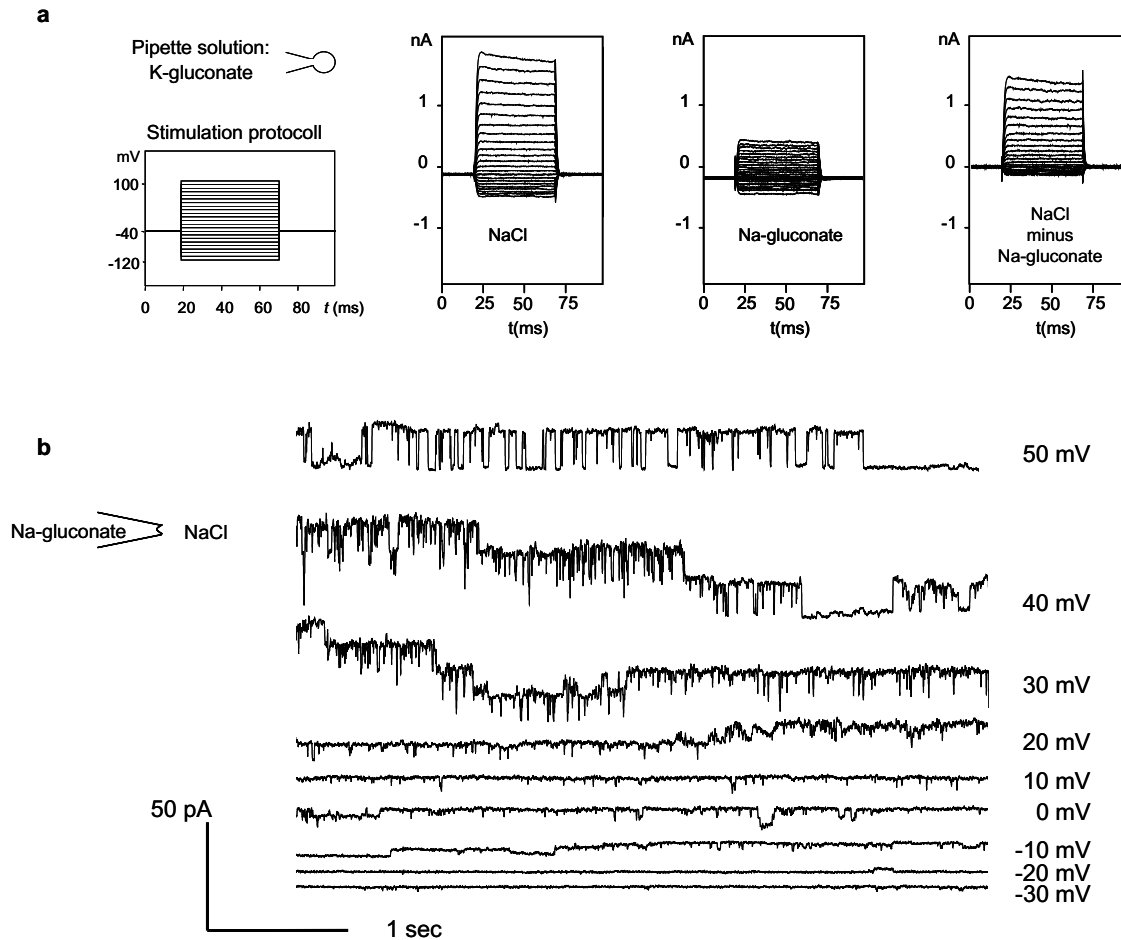 a
Pipette solution:
K-gluconate
Stimulation protocoll
mV
100
-40
-120
0
20
40
60
80
t (ms)
nA
1
0
-1
NaCl
0
25
50
75
t(ms)
nA
1
0
-1
Na-gluconate
0
25
50
75
t(ms)
nA
1
0
-1
NaCl
minus
Na-gluconate
0
25
50
75
t(ms)
b
50 mV
Na-gluconate
NaCl
40 mV
30 mV
20 mV
10 mV
50 pA
0 mV
-10 mV
-20 mV
-30 mV
1 sec